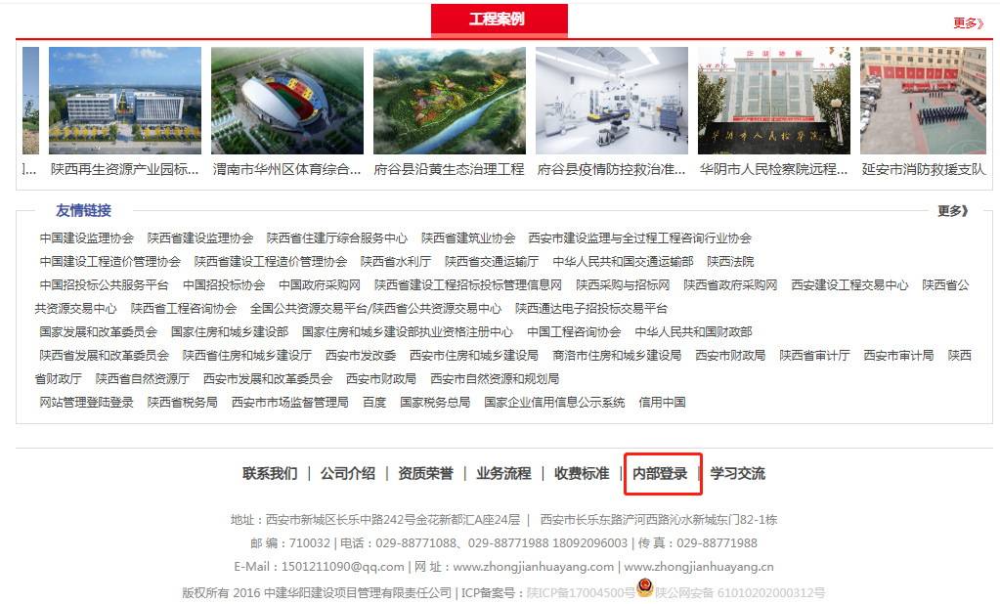 工程案例
更多》
陕西再生资源产业园标... 渭南市华州区体育综合... 府谷县沿黄生态治理工程 府谷县疫情防控救治准... 华阴市人民检察院远程... 延安市消防救援支队
友情链接
更多》
中国建设监理协会 陕西省建设监理协会 陕西省住建厅综合服务中心 陕西省建筑业协会 西安市建设监理与全过程工程咨询行业协会
中国建设工程造价管理协会 陕西省建设工程造价管理协会 陕西省水利厅 陕西省交通运输厅 中华人民共和国交通运输部 陕西法院
中国招投标公共服务平台 中国招投标协会 中国政府采购网 陕西省建设工程招标投标管理信息网 陕西采购与招标网 陕西省政府采购网 西安建设工程交易中心 陕西省公
共资源交易中心 陕西省工程咨询协会 全国公共资源交易平台/陕西省公共资源交易中心 陕西通达电子招投标交易平台
国家发展和改革委员会 国家住房和城乡建设部 国家住房和城乡建设部执业资格注册中心 中国工程咨询协会 中华人民共和国财政部
陕西省发展和改革委员会 陕西省住房和城乡建设厅 西安市发改委 西安市住房和城乡建设局 商洛市住房和城乡建设局 西安市财政局 陕西省审计厅 西安市审计局 陕西
省财政厅 陕西省自然资源厅 西安市发展和改革委员会 西安市财政局 西安市自然资源和规划局
网站管理登陆登录 陕西省税务局 西安市市场监督管理局 百度 国家税务总局 国家企业信用信息公示系统 信用中国
联系我们 | 公司介绍 | 资质荣誉 | 业务流程 | 收费标准 | 内部登录 | 学习交流
地址：西安市新城区长乐中路242号金花新都汇A座24层 | 西安市长乐东路浐河西路沁水新城东门82-1栋
邮 编：710032 | 电话：029-88771088、029-88771988 18092096003 | 传 真：029-88771988
E-Mail：1501211090@qq.com | 网 址：www.zhongjianhuayang.com | www.zhongjianhuayang.cn
版权所有 2016 中建华阳建设项目管理有限责任公司 | ICP备案号：陕ICP备17004500号 陕公网安备 61010202000312号